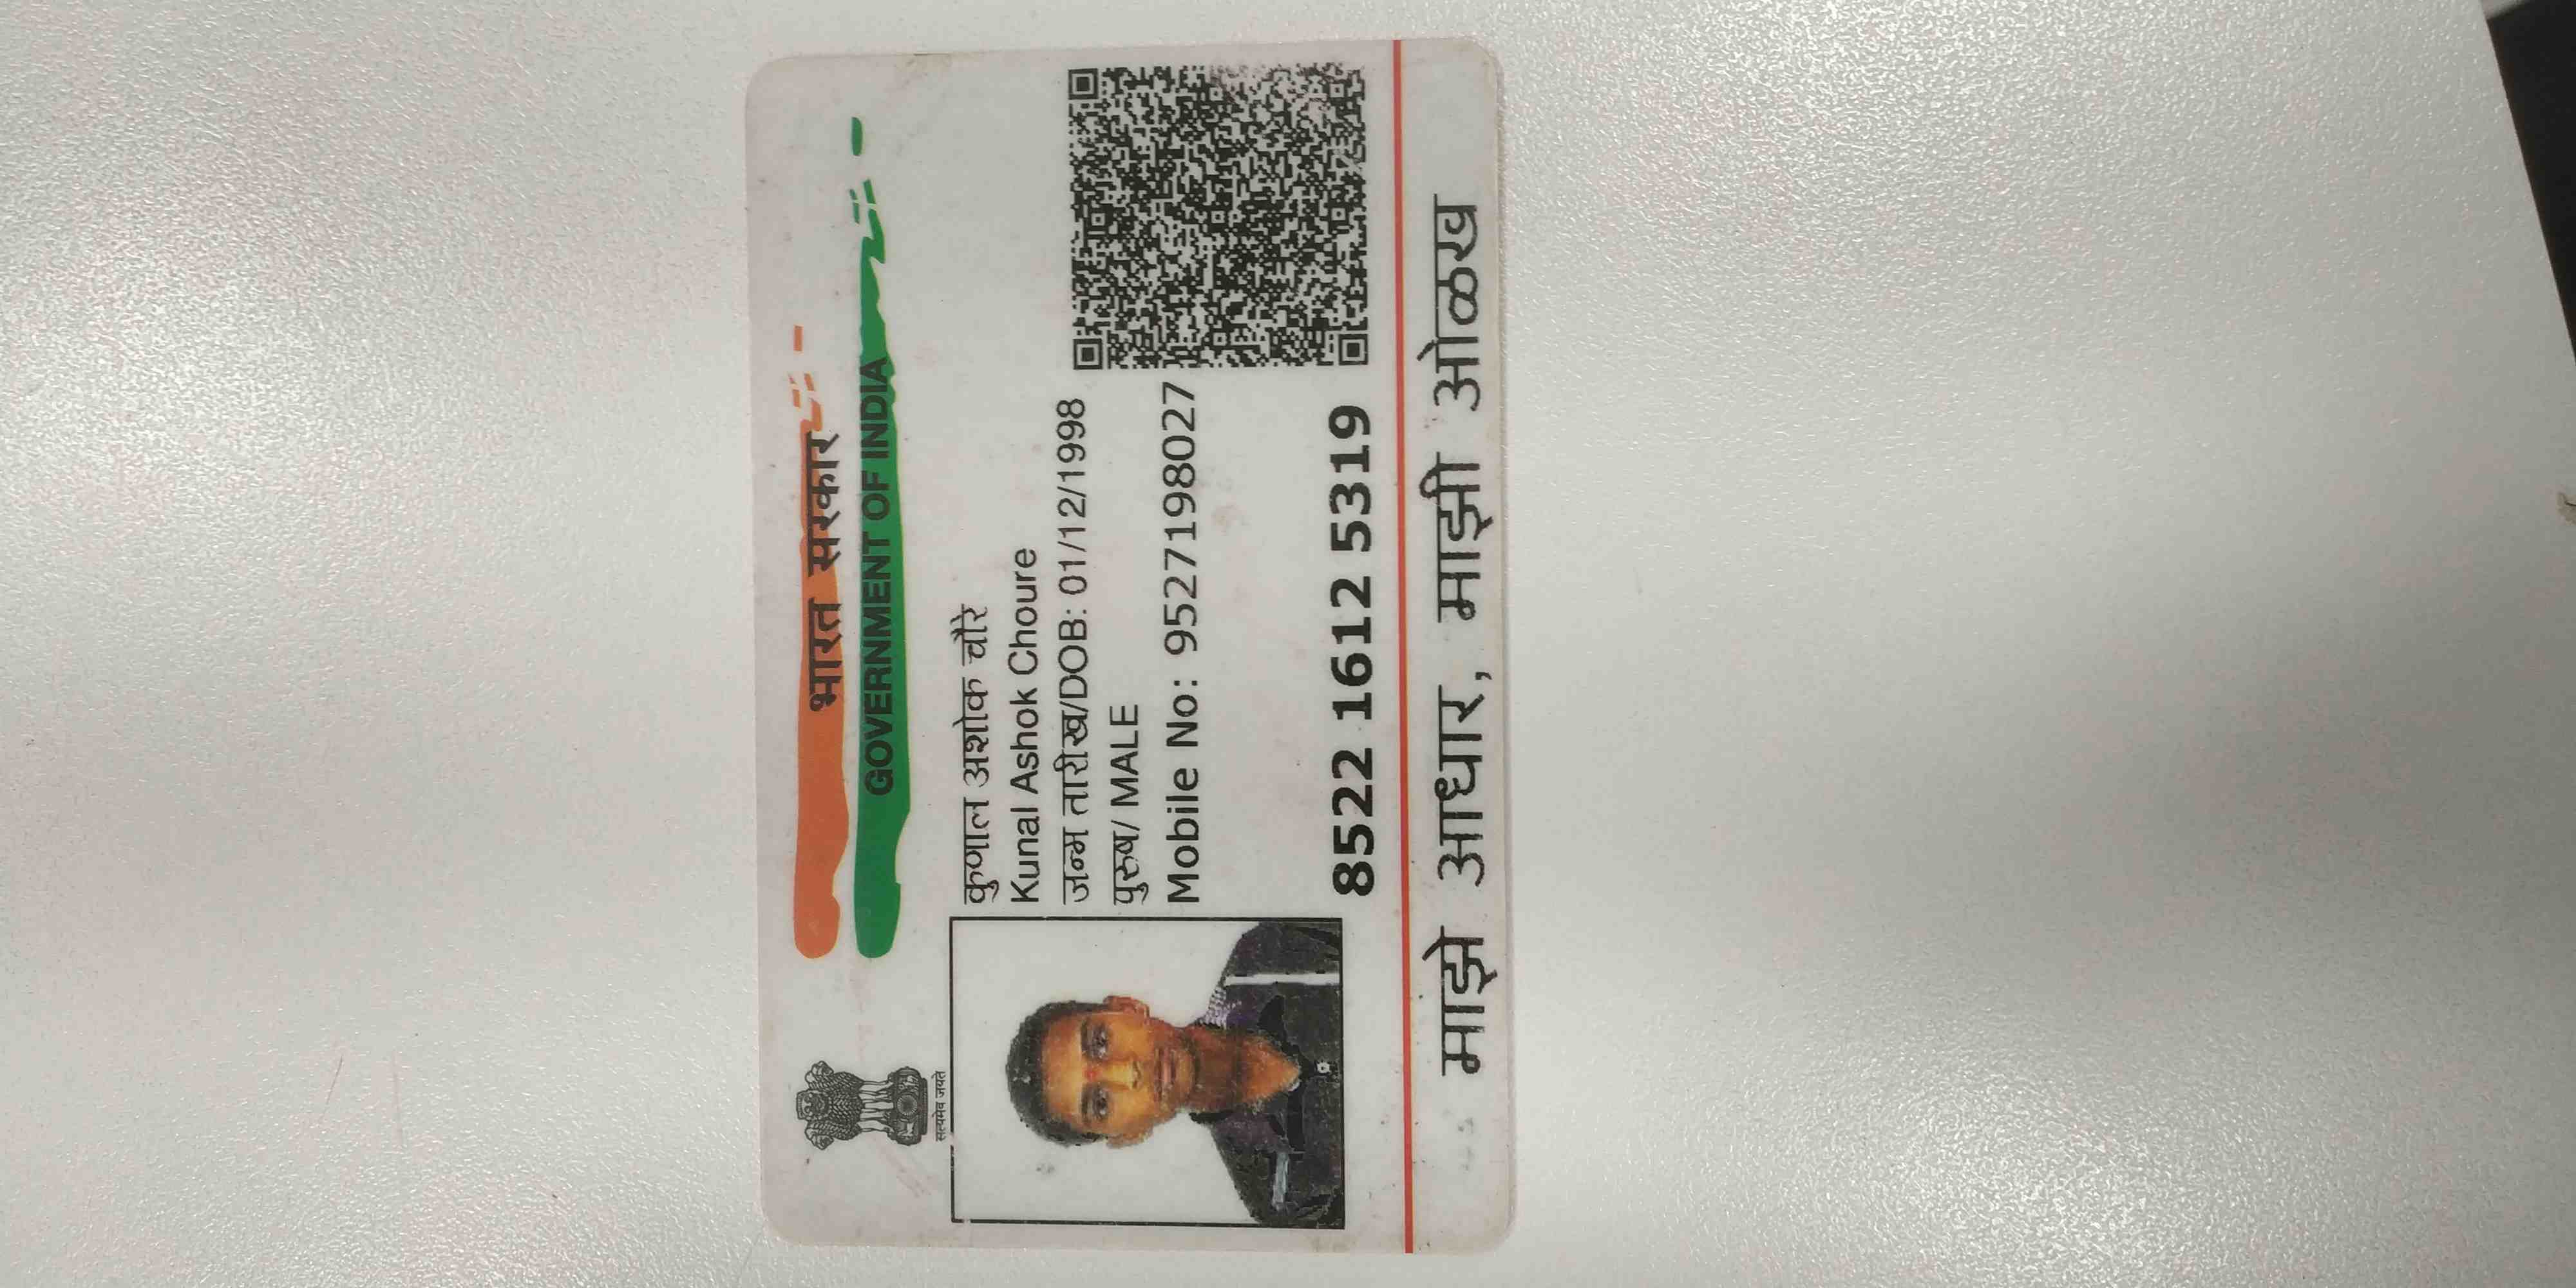 भारत सरकार
GOVERNMENT OF INDIA
सत्यमेव जयते
कुणाल अशोक चौरे
Kunal Ashok Choure
जन्म तारीख/DOB: 01/12/1998
पुरुष/ MALE
Mobile No: 9527198027
8522 1612 5319
माझे आधार, माझी ओळख